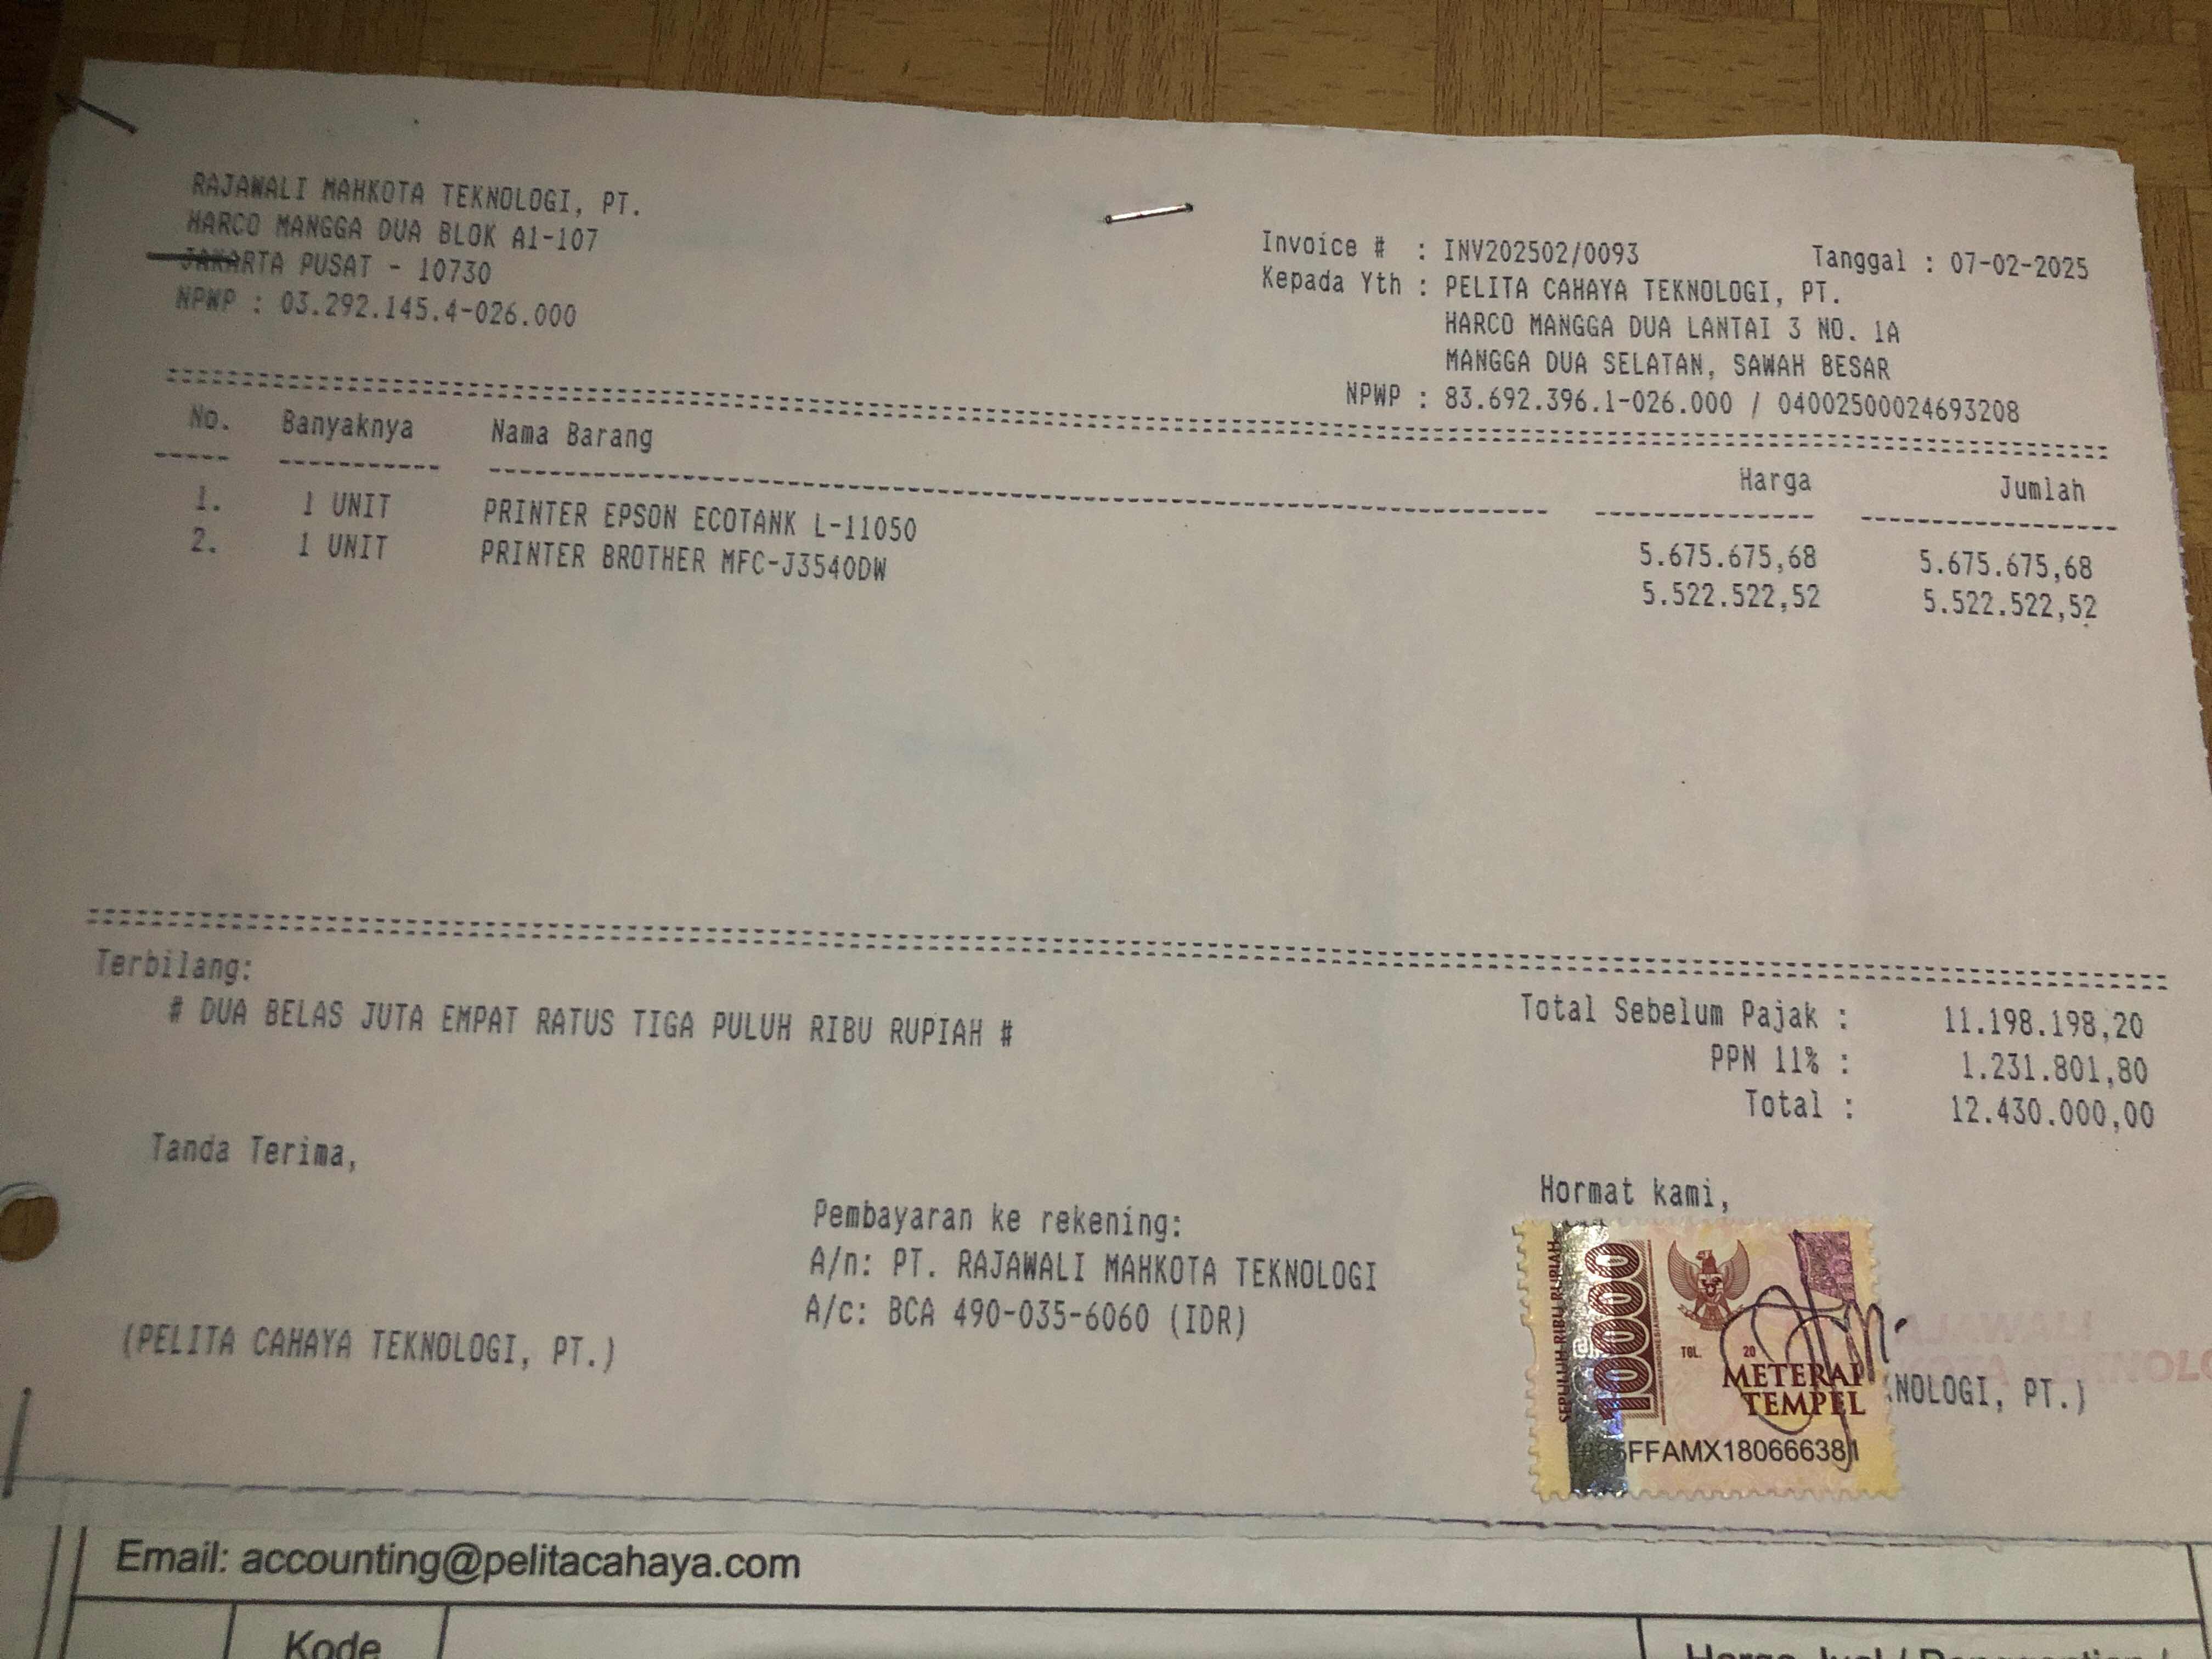 RAJAWALI MAHKOTA TEKNOLOGI, PT.
HARCO MANGGA DUA BLOK A1-107
JAKARTA PUSAT - 10730
NPWP : 03.292.145.4-026.000
Invoice # : INV202502/0093 Tanggal : 07-02-2025
Kepada Yth : PELITA CAHAYA TEKNOLOGI, PT.
HARCO MANGGA DUA LANTAI 3 NO. 1A
MANGGA DUA SELATAN, SAWAH BESAR
NPWP : 83.692.396.1-026.000 / 04002500024693208
No. Banyaknya Nama Barang Harga Jumlah
1. 1 UNIT PRINTER EPSON ECOTANK L-11050 5.675.675,68 5.675.675,68
2. 1 UNIT PRINTER BROTHER MFC-J3540DW 5.522.522,52 5.522.522,52
Terbilang:
# DUA BELAS JUTA EMPAT RATUS TIGA PULUH RIBU RUPIAH #
Total Sebelum Pajak : 11.198.198,20
PPN 11% : 1.231.801,80
Total : 12.430.000,00
Tanda Terima,
(PELITA CAHAYA TEKNOLOGI, PT.)
Pembayaran ke rekening:
A/n: PT. RAJAWALI MAHKOTA TEKNOLOGI
A/c: BCA 490-035-6060 (IDR)
Hormat kami,
SEPULUH RIBU RUPIAH
10000
TGL. 20
METERAI
TEMPEL
FFAMX180666381
NOLOGI, PT.)
Email: accounting@pelitacahaya.com
Kode